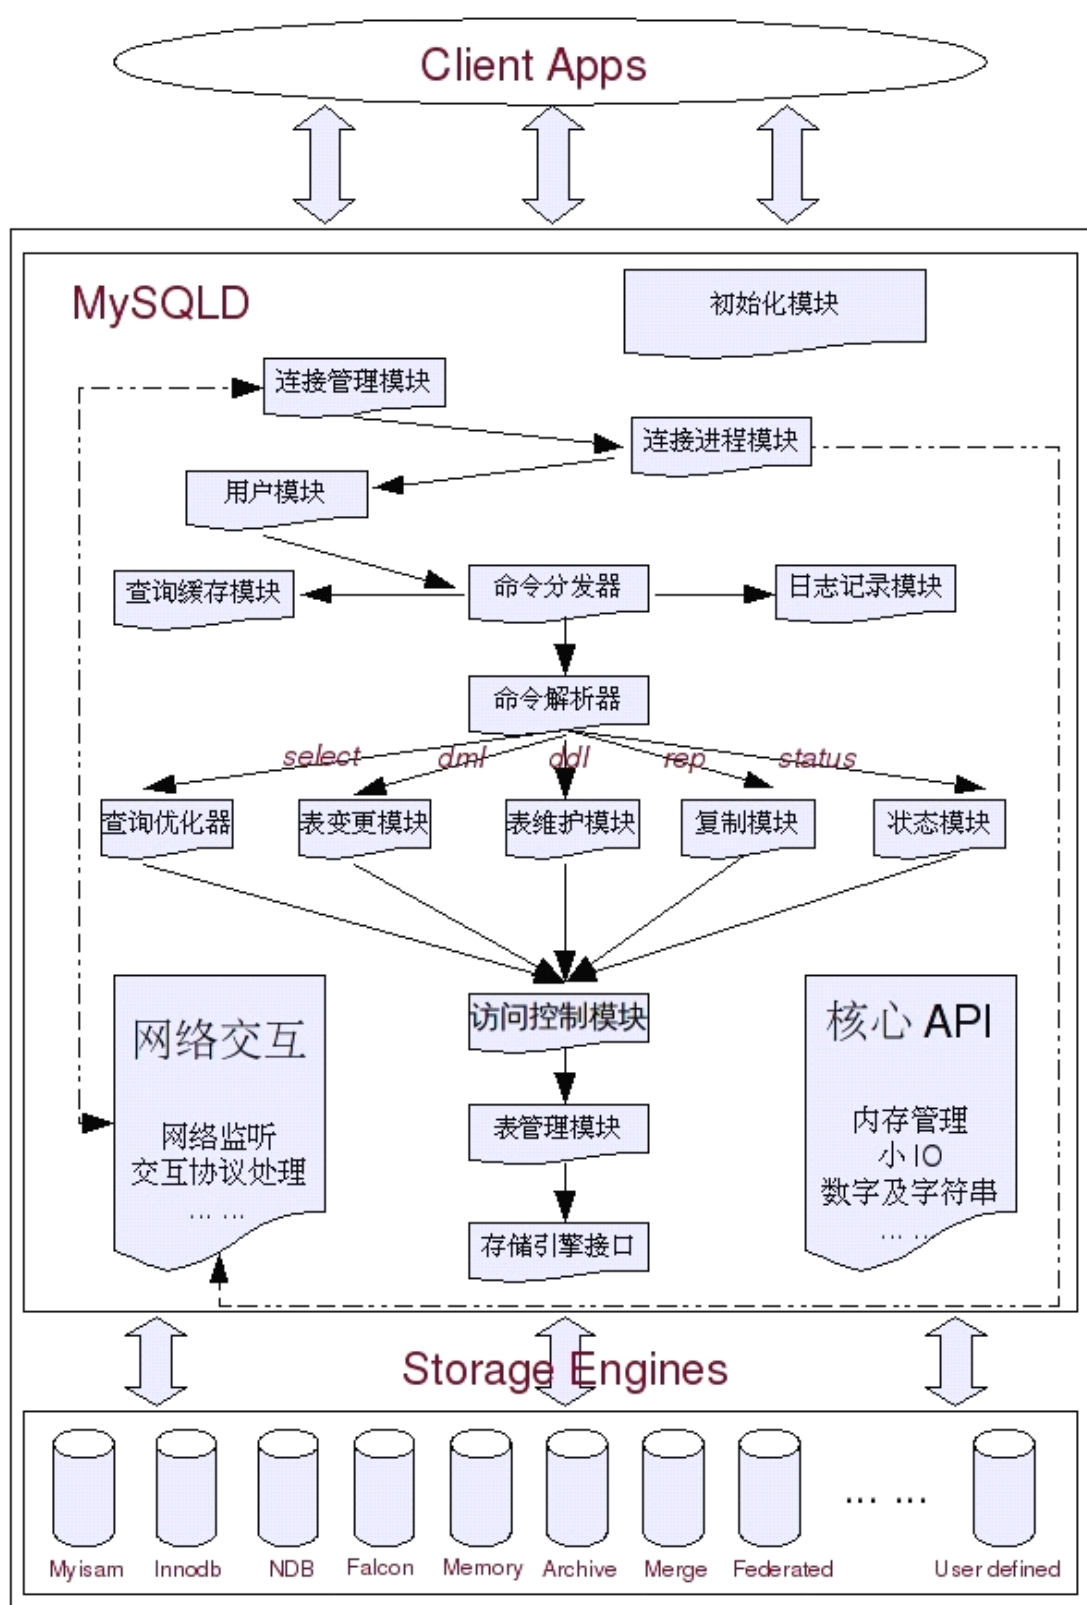 Client Apps
MySQLD
初始化模块
连接管理模块
连接进程模块
用户模块
查询缓存模块
命令分发器
日志记录模块
命令解析器
select
dml
ddl
rep
status
查询优化器
表变更模块
表维护模块
复制模块
状态模块
网络交互
网络监听
交互协议处理
... ...
访问控制模块
表管理模块
存储引擎接口
核心 API
内存管理
小 IO
数字及字符串
... ...
Storage Engines
... ...
Myisam
Innodb
NDB
Falcon
Memory
Archive
Merge
Federated
User defined